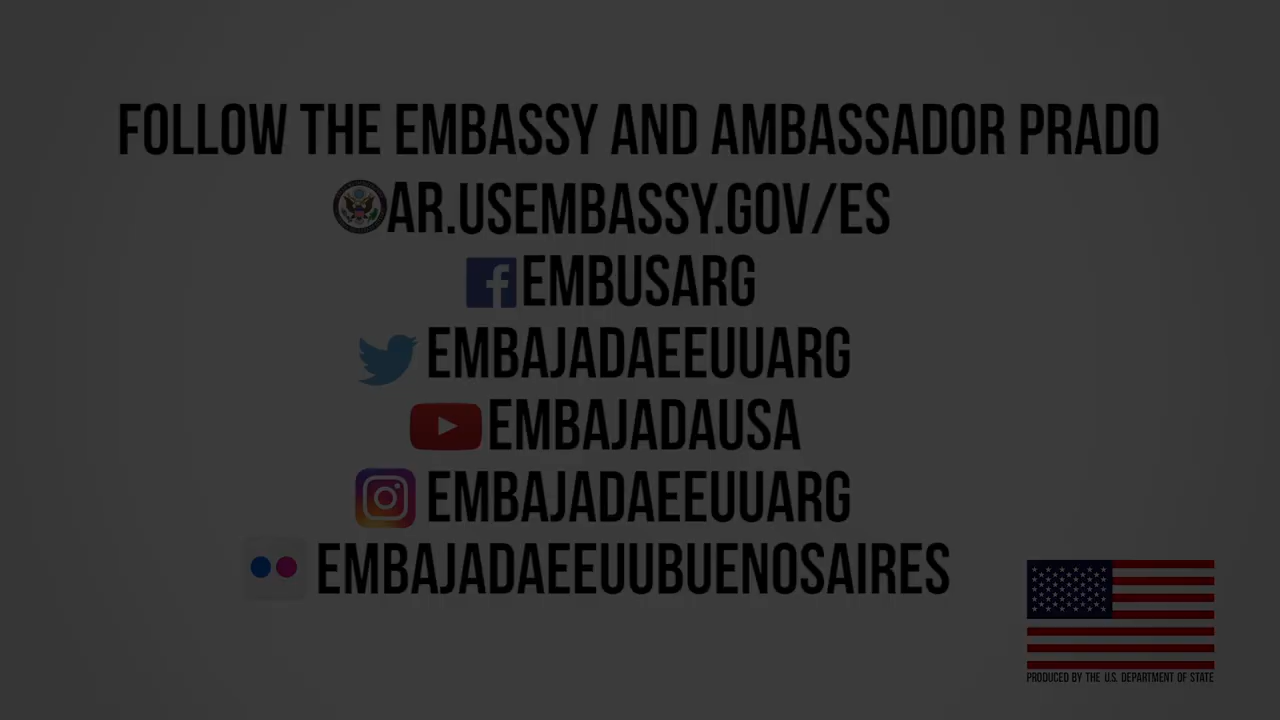 FOLLOW THE EMBASSY AND AMBASSADOR PRADO
AR.USEMBASSY.GOV/ES
EMBUSARG
EMBAJADAEEUUARG
EMBAJADAUSA
EMBAJADAEEUUARG
EMBAJADAEEUUBUENOSAIRES
PRODUCED BY THE U.S. DEPARTMENT OF STATE